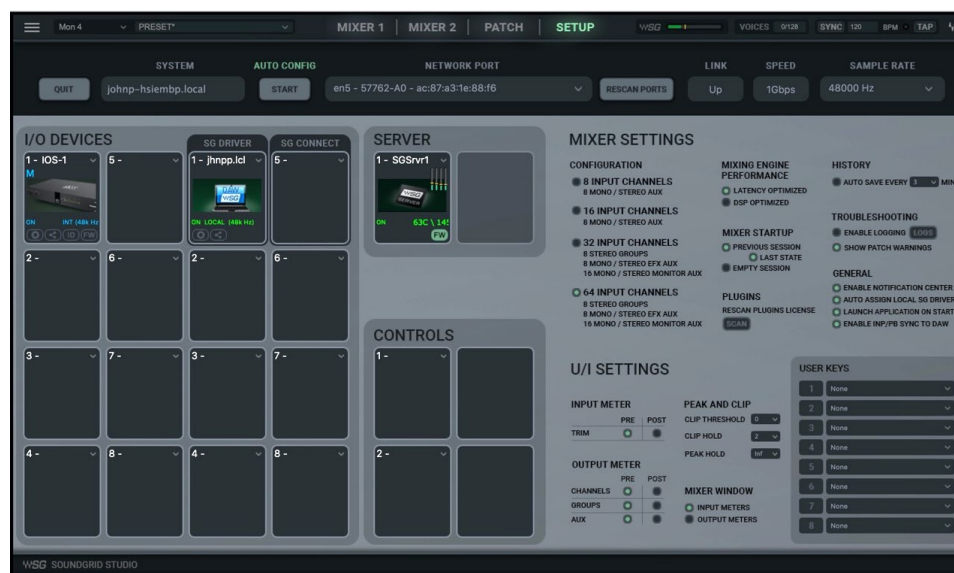 Mon 4 PRESET* MIXER 1 MIXER 2 PATCH SETUP WSG VOICES 0/128 SYNC 120 BPM TAP
SYSTEM AUTO CONFIG NETWORK PORT LINK SPEED SAMPLE RATE
QUIT johnp-hsiembp.local START en5 - 57762-A0 - ac:87:a3:1e:88:f6 RESCAN PORTS Up 1Gbps 48000 Hz
I/O DEVICES SG DRIVER SG CONNECT
1 - IOS-1 5 - 1 - jhnpp.lcl 5 -
M
DAW
WSG
ON INT (48k Hz ON LOCAL (48k Hz)
ID FW
2 - 6 - 2 - 6 -
3 - 7 - 3 - 7 -
4 - 8 - 4 - 8 -
SERVER
1 - SGSrvr1
WSG
SERVER
ON 63C \ 145
FW
CONTROLS
1 -
2 -
MIXER SETTINGS
CONFIGURATION
8 INPUT CHANNELS
8 MONO / STEREO AUX
16 INPUT CHANNELS
8 MONO / STEREO AUX
32 INPUT CHANNELS
8 STEREO GROUPS
8 MONO / STEREO EFX AUX
16 MONO / STEREO MONITOR AUX
64 INPUT CHANNELS
8 STEREO GROUPS
8 MONO / STEREO EFX AUX
16 MONO / STEREO MONITOR AUX
MIXING ENGINE
PERFORMANCE
LATENCY OPTIMIZED
DSP OPTIMIZED
MIXER STARTUP
PREVIOUS SESSION
LAST STATE
EMPTY SESSION
PLUGINS
RESCAN PLUGINS LICENSE
SCAN
HISTORY
AUTO SAVE EVERY 3 MIN
TROUBLESHOOTING
ENABLE LOGGING LOGS
SHOW PATCH WARNINGS
GENERAL
ENABLE NOTIFICATION CENTER
AUTO ASSIGN LOCAL SG DRIVER
LAUNCH APPLICATION ON START
ENABLE INP/PB SYNC TO DAW
U/I SETTINGS
INPUT METER
PRE POST
TRIM
OUTPUT METER
PRE POST
CHANNELS
GROUPS
AUX
PEAK AND CLIP
CLIP THRESHOLD 0
CLIP HOLD 2
PEAK HOLD Inf
MIXER WINDOW
INPUT METERS
OUTPUT METERS
USER KEYS
1 None
2 None
3 None
4 None
5 None
6 None
7 None
8 None
WSG SOUNDGRID STUDIO